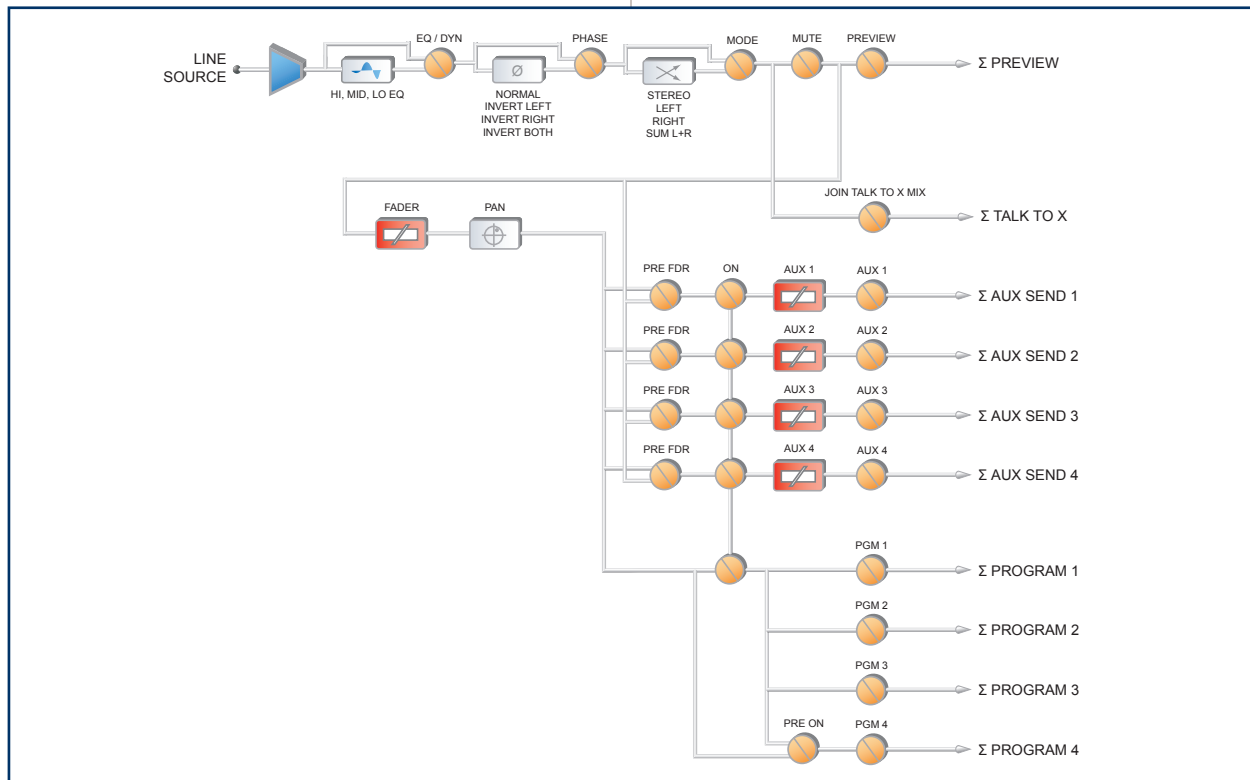 EQ / DYN
PHASE
MODE
MUTE
PREVIEW
LINE
SOURCE
Σ PREVIEW
HI, MID, LO EQ
Ø
NORMAL
INVERT LEFT
INVERT RIGHT
INVERT BOTH
STEREO
LEFT
RIGHT
SUM L+R
JOIN TALK TO X MIX
Σ TALK TO X
FADER
PAN
PRE FDR
ON
AUX 1
AUX 1
Σ AUX SEND 1
PRE FDR
AUX 2
AUX 2
Σ AUX SEND 2
PRE FDR
AUX 3
AUX 3
Σ AUX SEND 3
PRE FDR
AUX 4
AUX 4
Σ AUX SEND 4
PGM 1
Σ PROGRAM 1
PGM 2
Σ PROGRAM 2
PGM 3
Σ PROGRAM 3
PRE ON
PGM 4
Σ PROGRAM 4